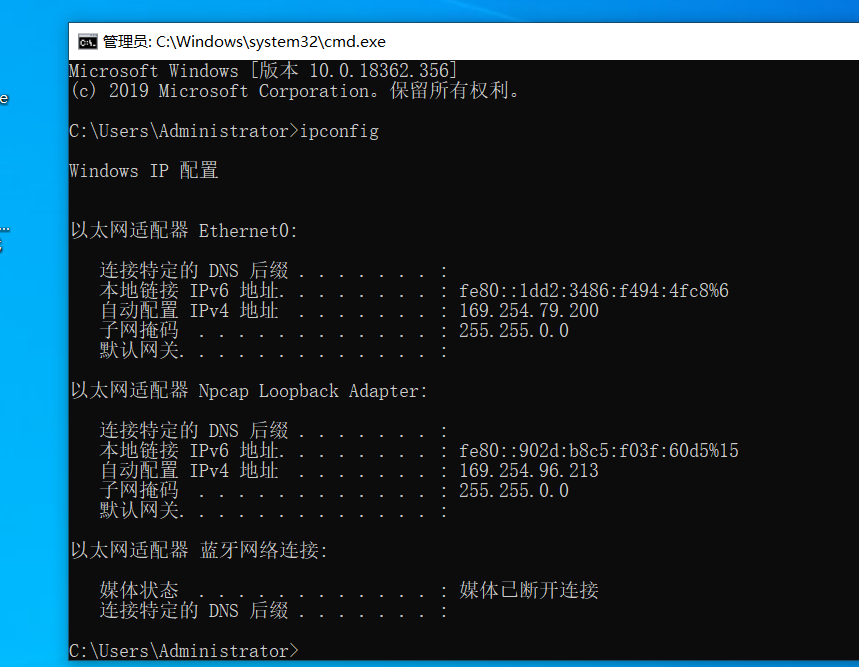 管理员: C:\Windows\system32\cmd.exe
Microsoft Windows [版本 10.0.18362.356]
(c) 2019 Microsoft Corporation。保留所有权利。
C:\Users\Administrator>ipconfig
Windows IP 配置
以太网适配器 Ethernet0:
连接特定的 DNS 后缀 . . . . . . . :
本地链接 IPv6 地址. . . . . . . . : fe80::1dd2:3486:f494:4fc8%6
自动配置 IPv4 地址 . . . . . . . : 169.254.79.200
子网掩码 . . . . . . . . . . . . : 255.255.0.0
默认网关. . . . . . . . . . . . . :
以太网适配器 Npcap Loopback Adapter:
连接特定的 DNS 后缀 . . . . . . . :
本地链接 IPv6 地址. . . . . . . . : fe80::902d:b8c5:f03f:60d5%15
自动配置 IPv4 地址 . . . . . . . : 169.254.96.213
子网掩码 . . . . . . . . . . . . : 255.255.0.0
默认网关. . . . . . . . . . . . . :
以太网适配器 蓝牙网络连接:
媒体状态 . . . . . . . . . . . . : 媒体已断开连接
连接特定的 DNS 后缀 . . . . . . . :
C:\Users\Administrator>